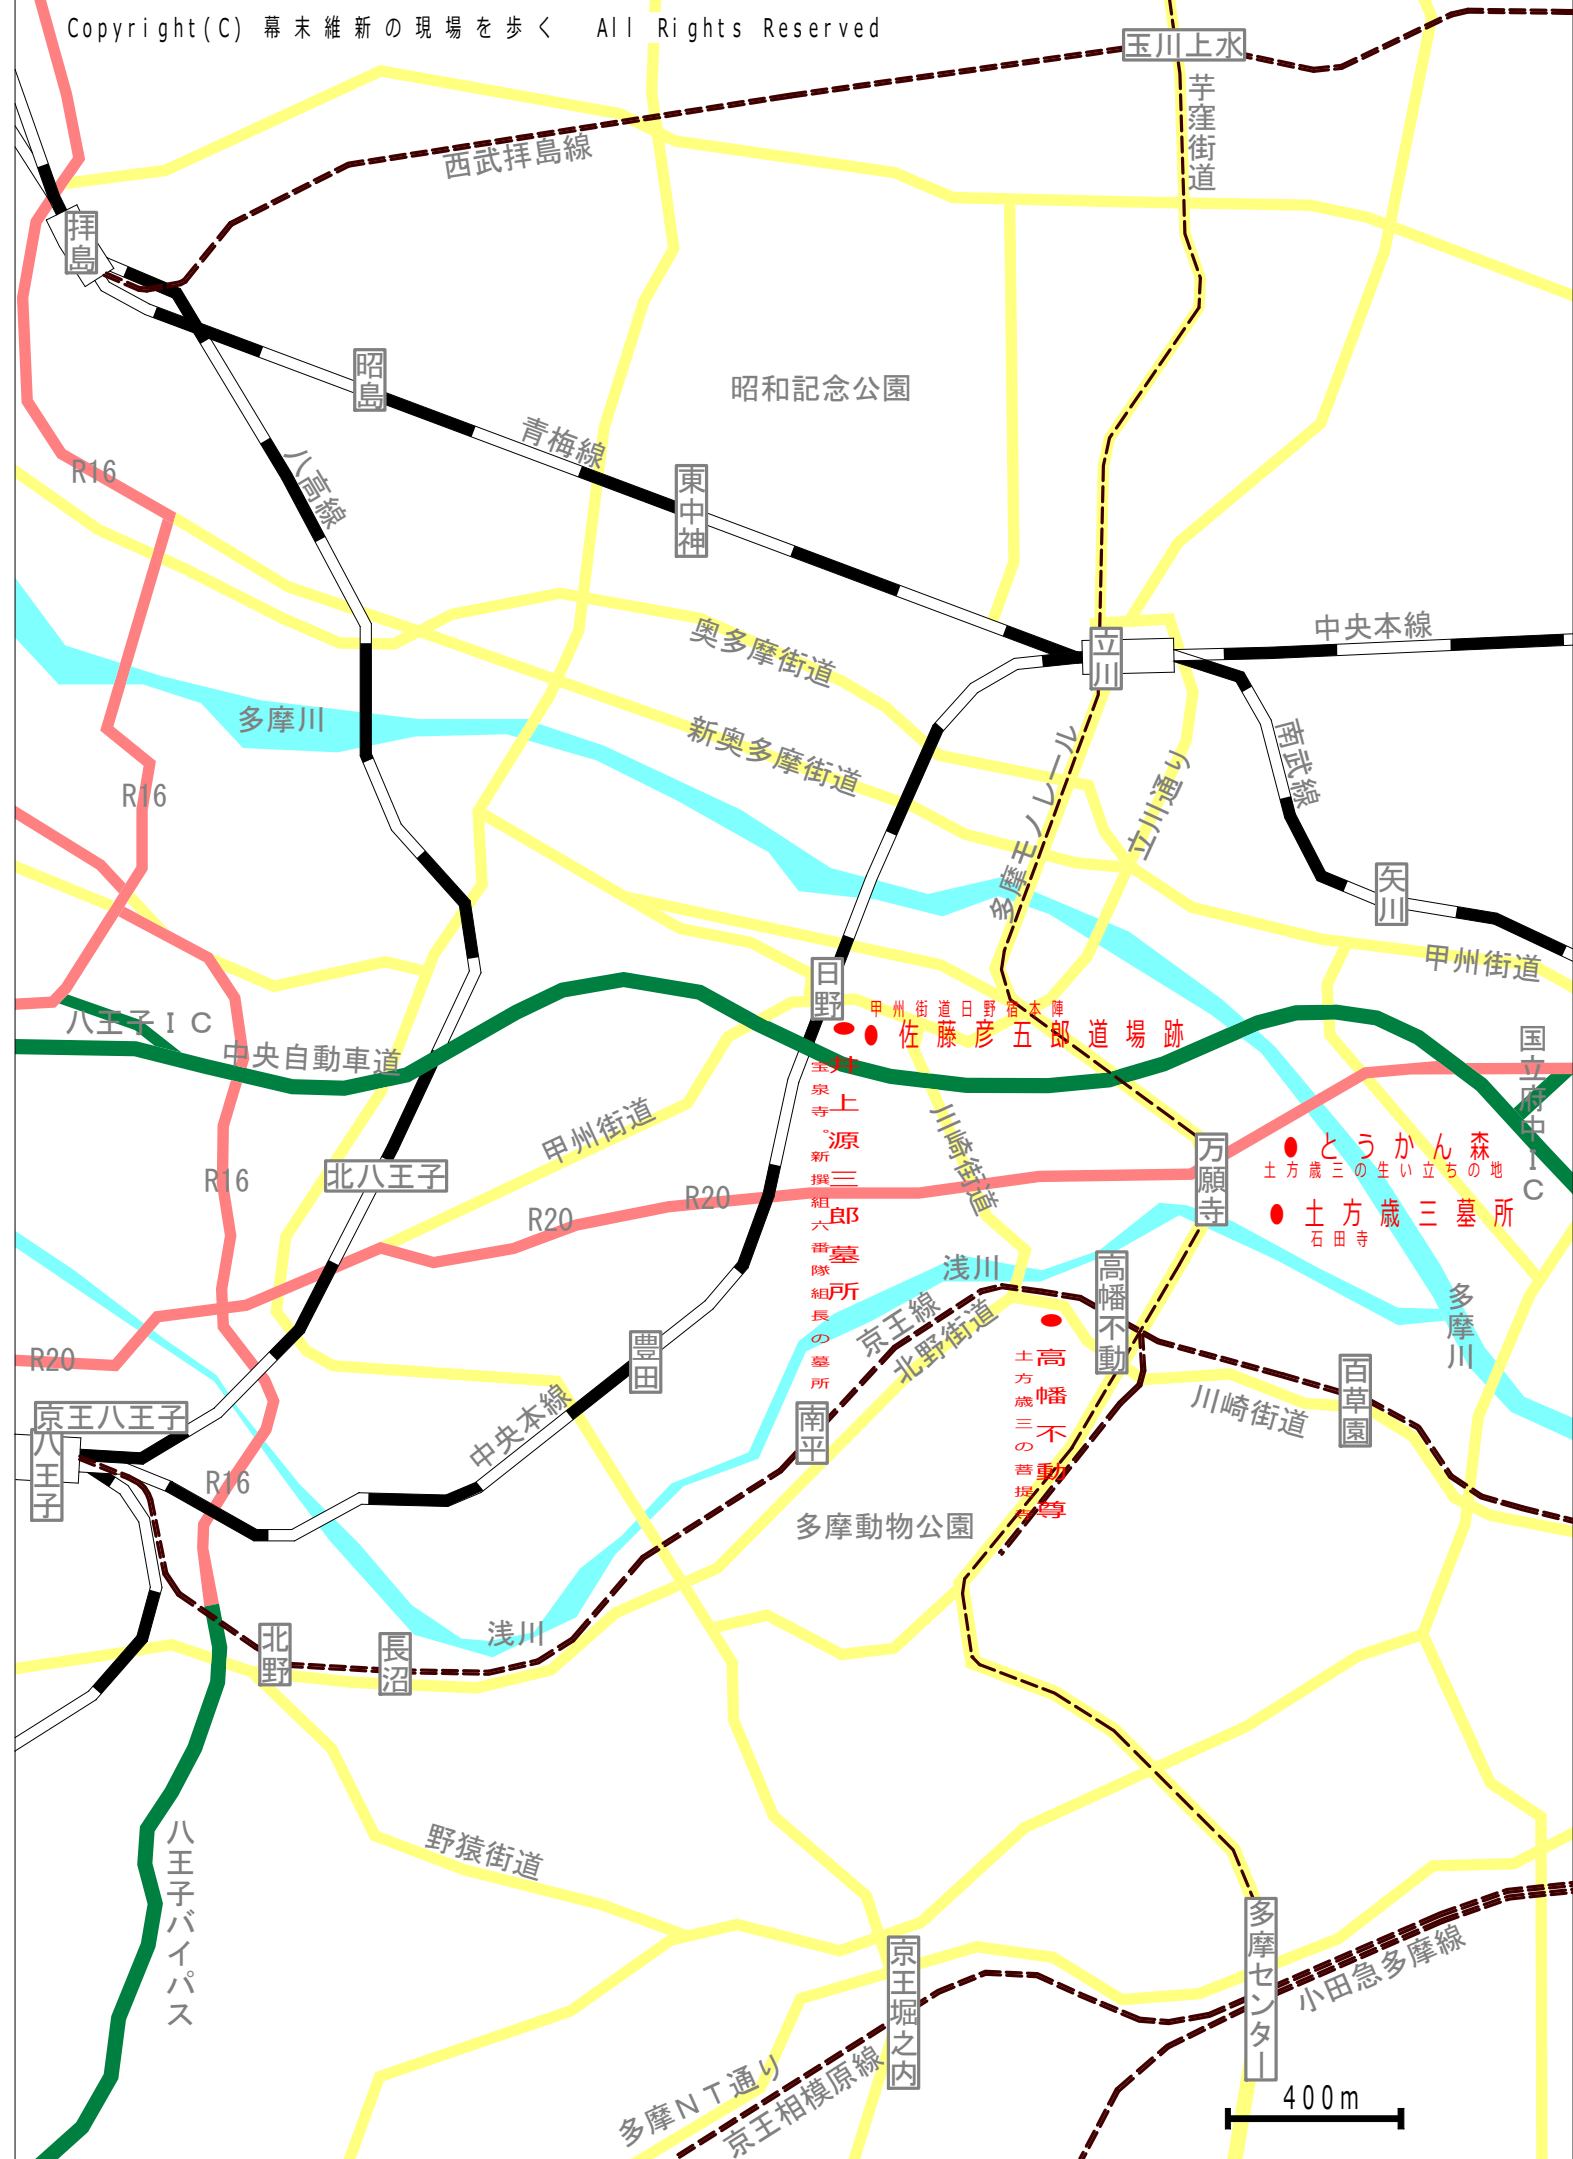 Copyright(C) 幕末維新の現場を歩く All Rights Reserved
玉川上水
芋窪街道
西武拝島線
拝島
昭島
昭和記念公園
青梅線
八高線
R16
東中神
中央本線
奥多摩街道
立川
多摩川
新奥多摩街道
南武線
多摩モノレール
立川通り
R16
矢川
甲州街道
日野
甲州街道日野宿本陣
佐藤彦五郎道場跡
八王子IC
中央自動車道
国立府中IC
井上源三郎墓所
宝泉寺。新撰組六番隊組長の墓所
甲州街道
川崎街道
北八王子
万願寺
とうかん森
土方歳三の生い立ちの地
土方歳三墓所
石田寺
R16
R20
R20
浅川
高幡不動
多摩川
京王線
北野街道
R20
豊田
高幡不動尊
土方歳三の菩提寺
百草園
川崎街道
京王八王子
八王子
中央本線
南平
R16
多摩動物公園
浅川
北野
長沼
野猿街道
八王子バイパス
多摩センター
京王堀之内
小田急多摩線
多摩NT通り
京王相模原線
400m